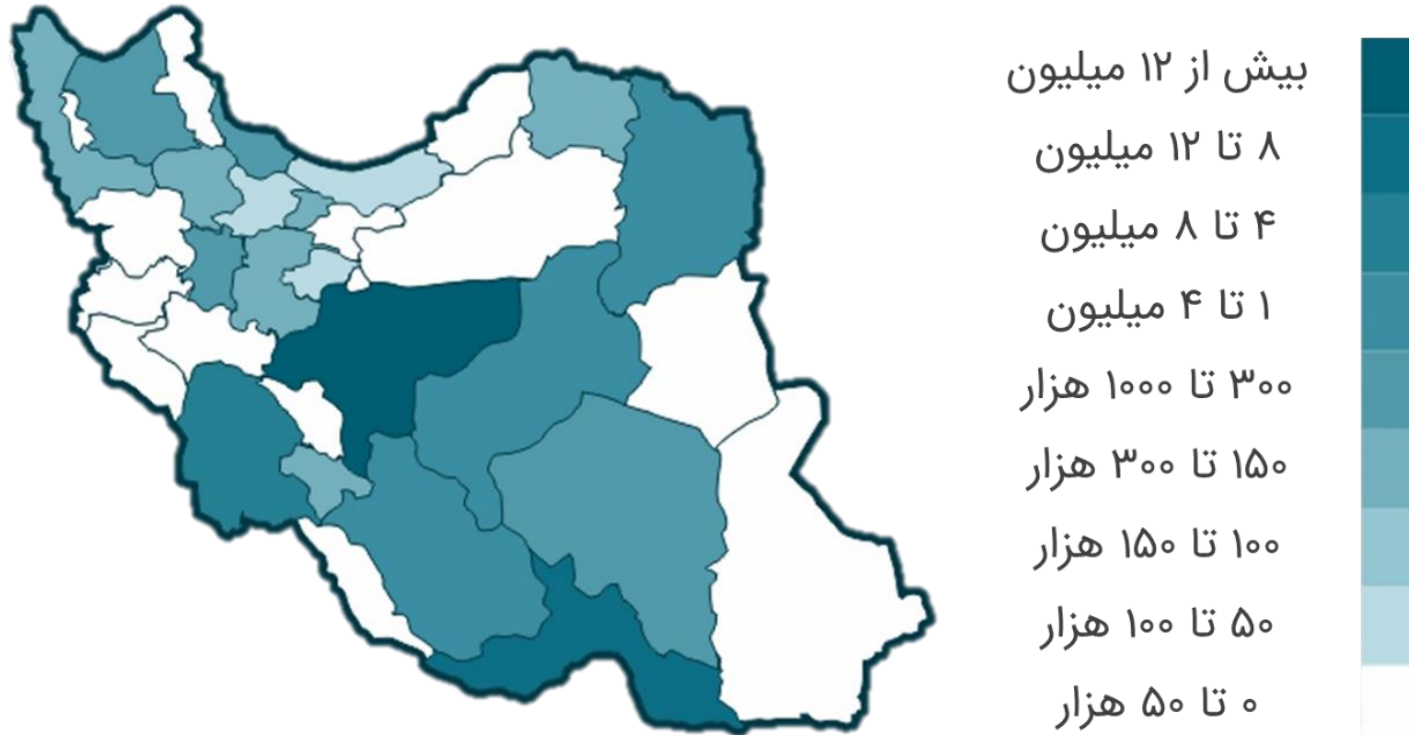 بیش از ۱۲ میلیون
۸ تا ۱۲ میلیون
۴ تا ۸ میلیون
۱ تا ۴ میلیون
۳۰۰ تا ۱۰۰۰ هزار
۱۵۰ تا ۳۰۰ هزار
۱۰۰ تا ۱۵۰ هزار
۵۰ تا ۱۰۰ هزار
۰ تا ۵۰ هزار